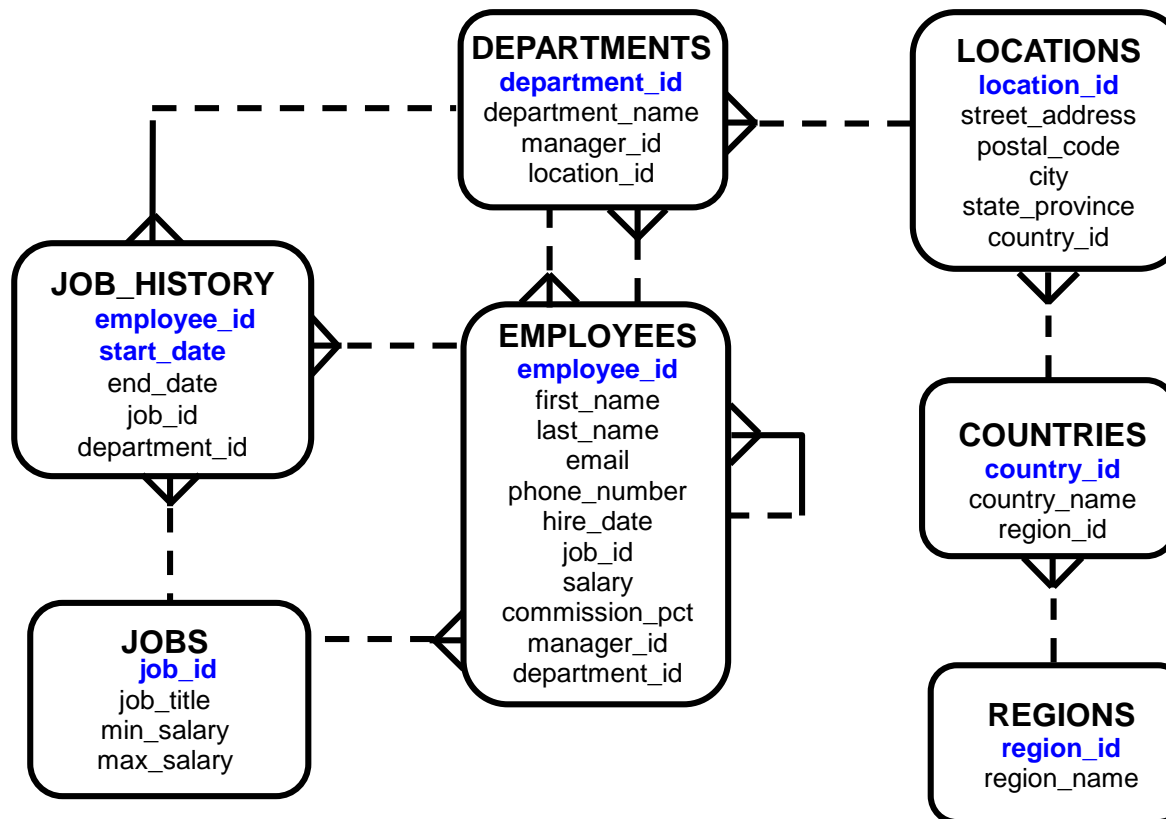 DEPARTMENTS
department_id
department_name
manager_id
location_id
LOCATIONS
location_id
street_address
postal_code
city
state_province
country_id
JOB_HISTORY
employee_id
start_date
end_date
job_id
department_id
EMPLOYEES
employee_id
first_name
last_name
email
phone_number
hire_date
job_id
salary
commission_pct
manager_id
department_id
COUNTRIES
country_id
country_name
region_id
JOBS
job_id
job_title
min_salary
max_salary
REGIONS
region_id
region_name